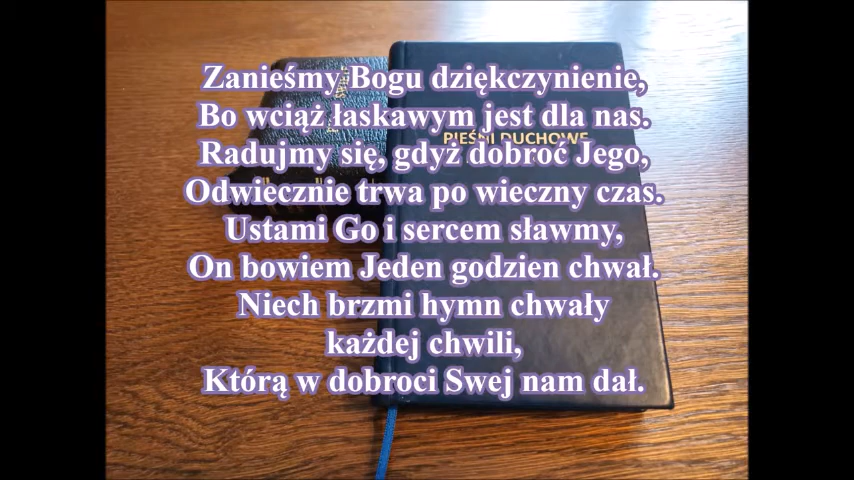 Zanieśmy Bogu dziękczynienie,
Bo wciąż łaskawym jest dla nas.
PIEŚNI DUCHOWE
Radujmy się, gdyż dobroć Jego,
Odwiecznie trwa po wieczny czas.
Ustami Go i sercem sławmy,
On bowiem Jeden godzien chwał.
Niech brzmi hymn chwały
każdej chwili,
Którą w dobroci Swej nam dał.